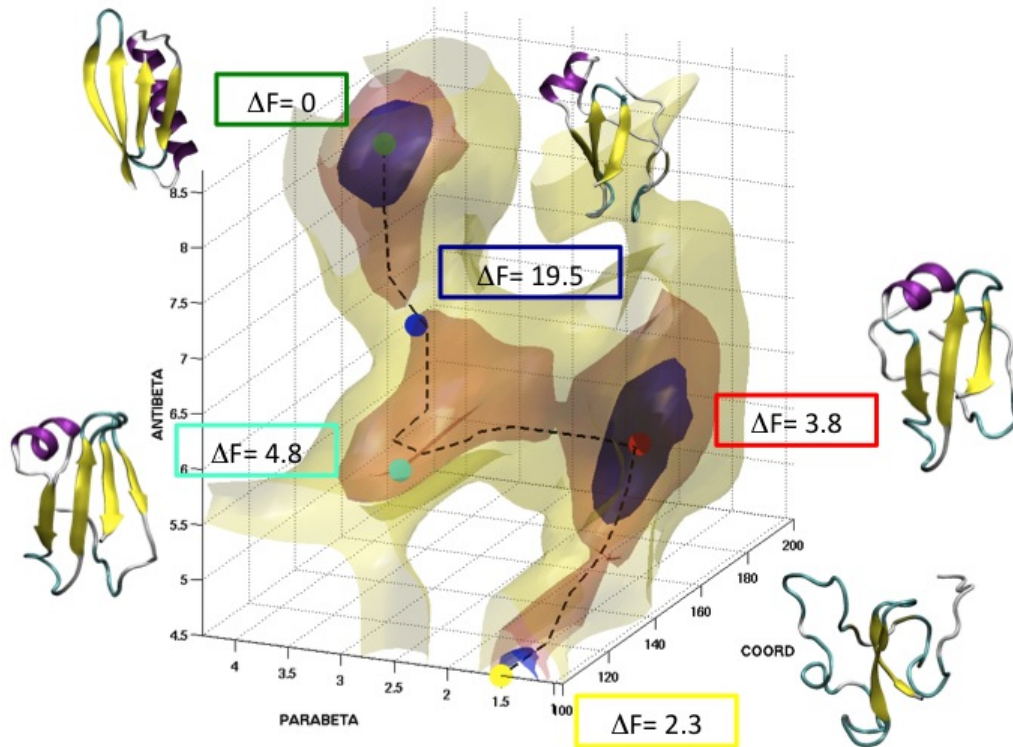 ΔF= 0
8.5
8
7.5
7
6.5
6
5.5
5
4.5
ANTIBETA
ΔF= 19.5
ΔF= 4.8
ΔF= 3.8
200
180
160
140
120
100
COORD
4
3.5
3
2.5
2
1.5
1
PARABETA
ΔF= 2.3